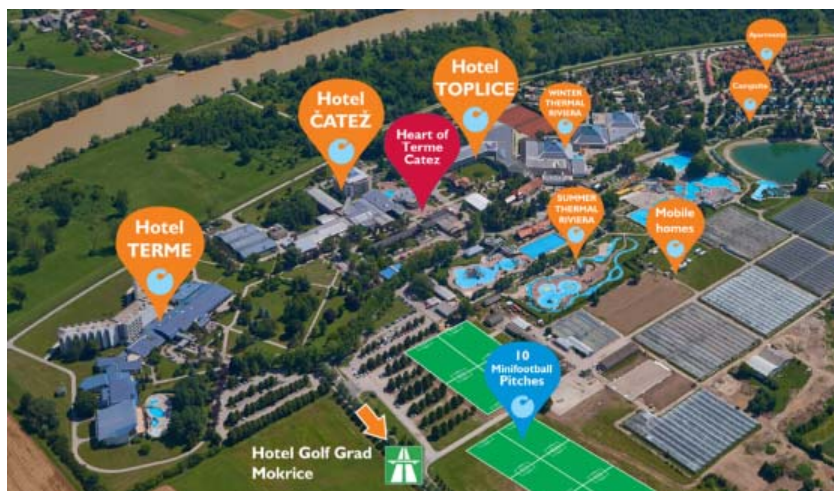 Apartments
Hotel
TOPLICE
Hotel
ČATEŽ
WINTER
THERMAL
RIVIERA
Campsite
Heart of
Terme
Catez
Hotel
TERME
SUMMER
THERMAL
RIVIERA
Mobile
homes
10
Minifootball
Pitches
Hotel Golf Grad
Mokrice